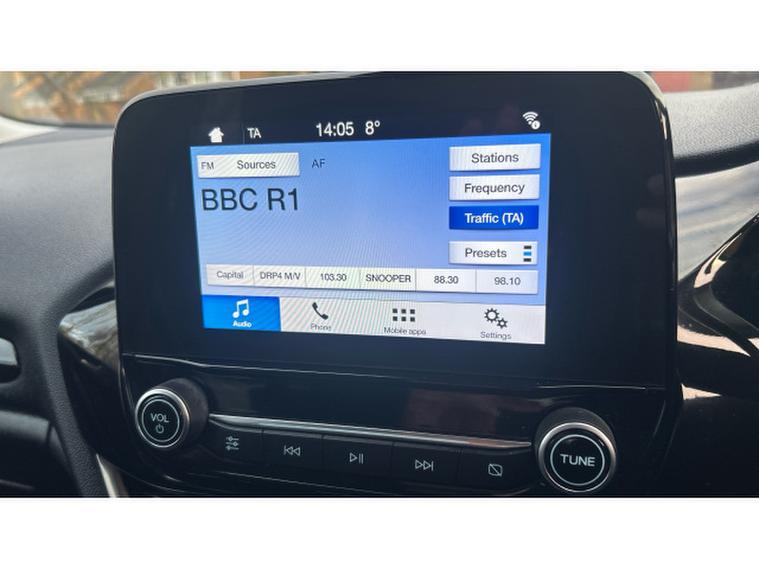 TA 14:05 8°
FM Sources AF Stations
BBC R1 Frequency
Traffic (TA)
Presets
Capital DRP4 M/V 103.30 SNOOPER 88.30 98.10
Audio Phone Mobile apps Settings
VOL
TUNE